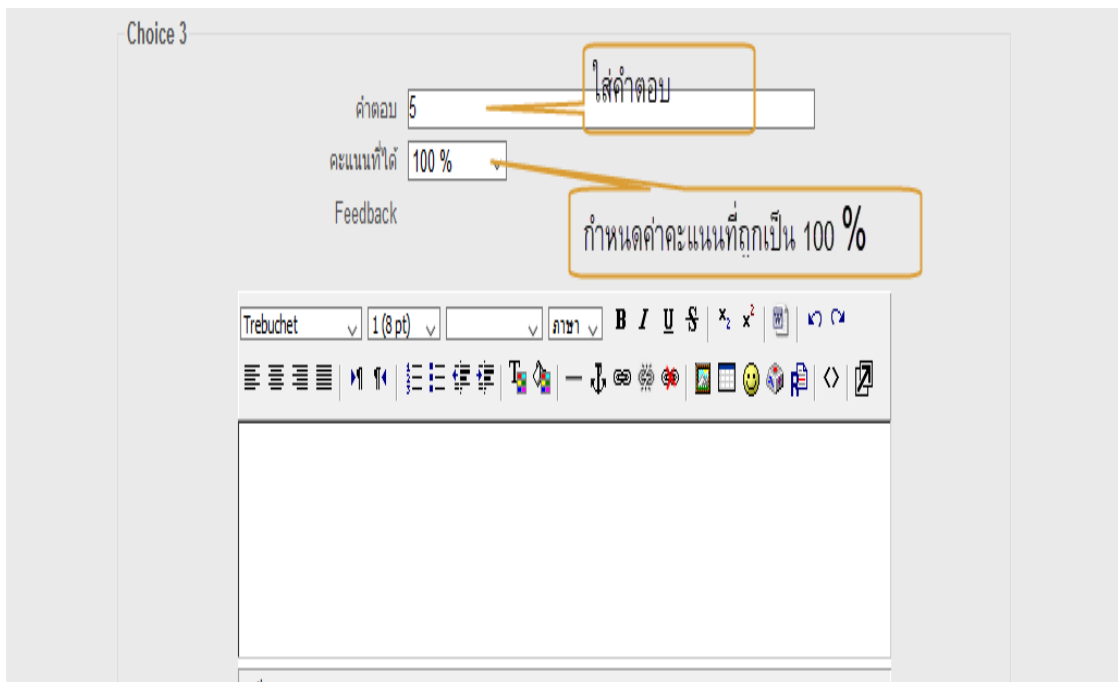 Choice 3
ใส่คำตอบ
คำตอบ 5
คะแนนที่ได้ 100 %
Feedback
กำหนดค่าคะแนนที่ถูกเป็น 100 %
Trebuchet 1 (8 pt) ภาษา B I U S x₂ x²